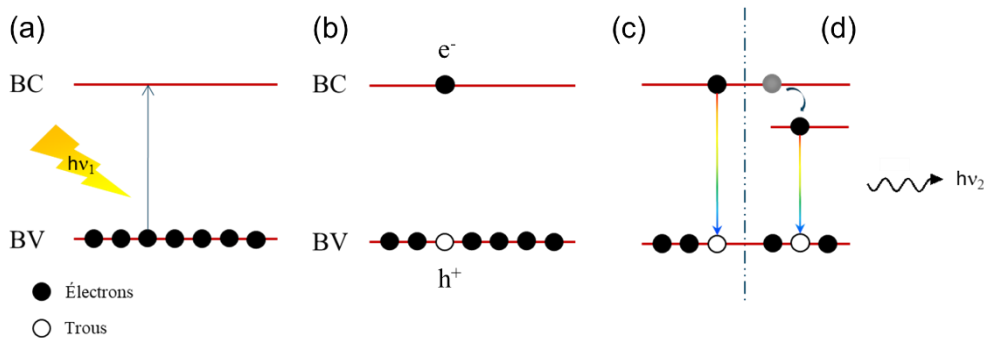 (a)
(b)
(c)
(d)
e-
BC
BC
hν₁
hν₂
BV
BV
h+
Électrons
Trous